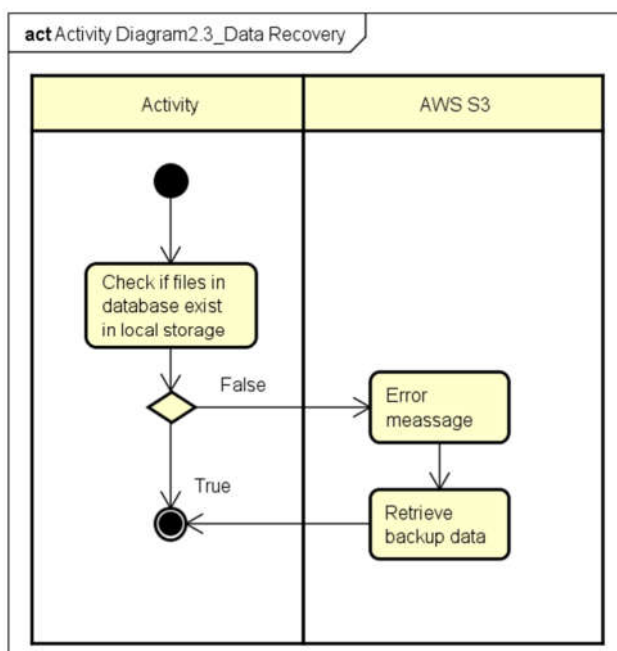 act Activity Diagram2.3_Data Recovery
Activity
AWS S3
Check if files in
database exist
in local storage
False
Error
meassage
True
Retrieve
backup data